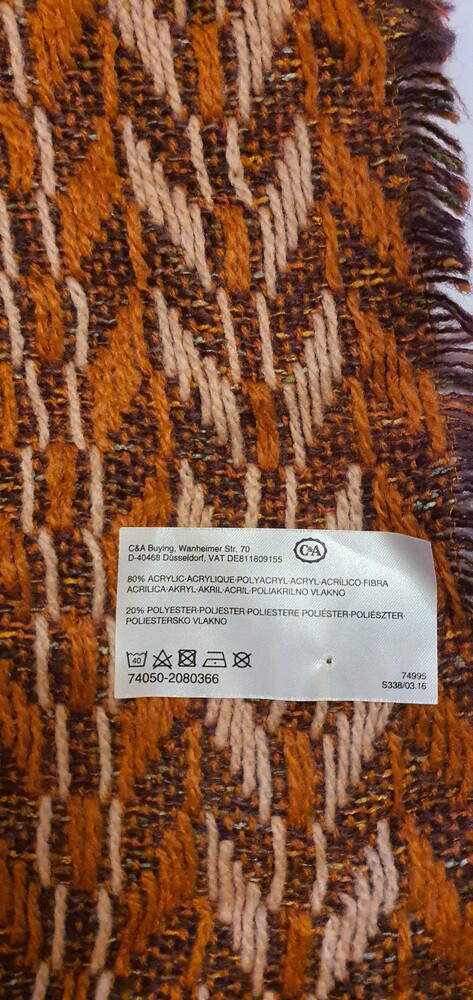 C&A Buying, Wanheimer Str. 70
D-40468 Düsseldorf, VAT DE811809155
C&A
80% ACRYLIC·ACRYLIQUE·POLYACRYL·ACRYL·ACRÍLICO·FIBRA
ACRILICA·AKRYL·AKRIL·ACRIL·POLIAKRILNO VLAKNO
20% POLYESTER·POLIESTER·POLIESTERE·POLIÉSTER·POLIÉSZTER·
POLIESTERSKO VLAKNO
40
74050-2080366
74995
S338/03.16